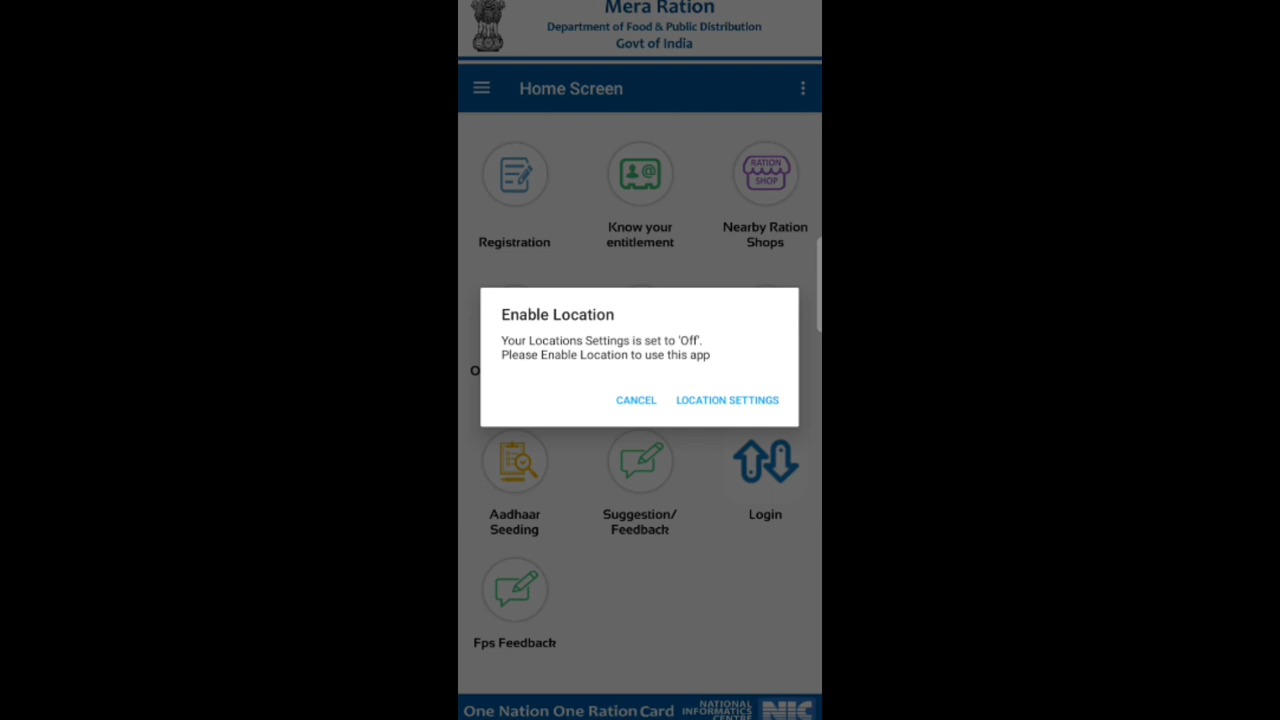 Mera Ration
Department of Food & Public Distribution
Govt of India
Home Screen
RATION
SHOP
Registration
Know your
entitlement
Nearby Ration
Shops
Enable Location
Your Locations Settings is set to 'Off'.
Please Enable Location to use this app
O
CANCEL LOCATION SETTINGS
Aadhaar
Seeding
Suggestion/
Feedback
Login
Fps Feedback
One Nation One Ration Card
NATIONAL
INFORMATICS
CENTRE
NIC